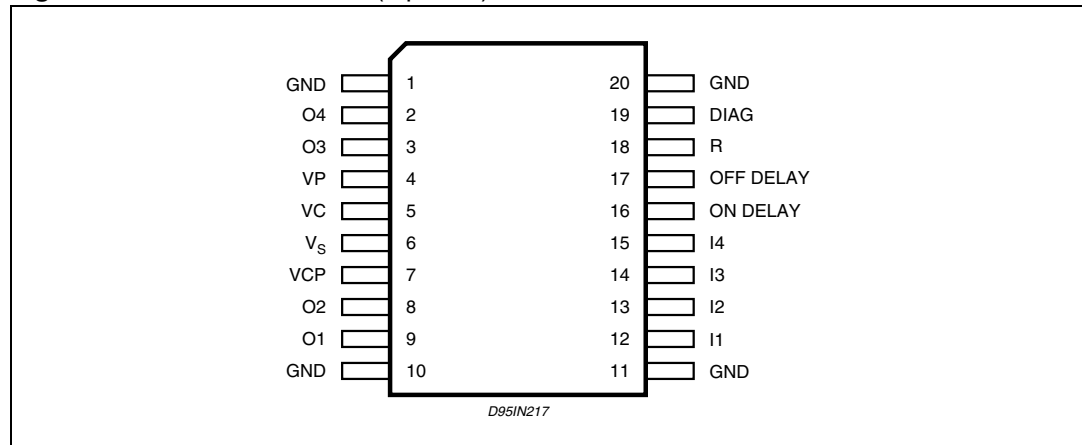 GND 1 20 GND
O4 2 19 DIAG
O3 3 18 R
VP 4 17 OFF DELAY
VC 5 16 ON DELAY
VS 6 15 I4
VCP 7 14 I3
O2 8 13 I2
O1 9 12 I1
GND 10 11 GND
D95IN217